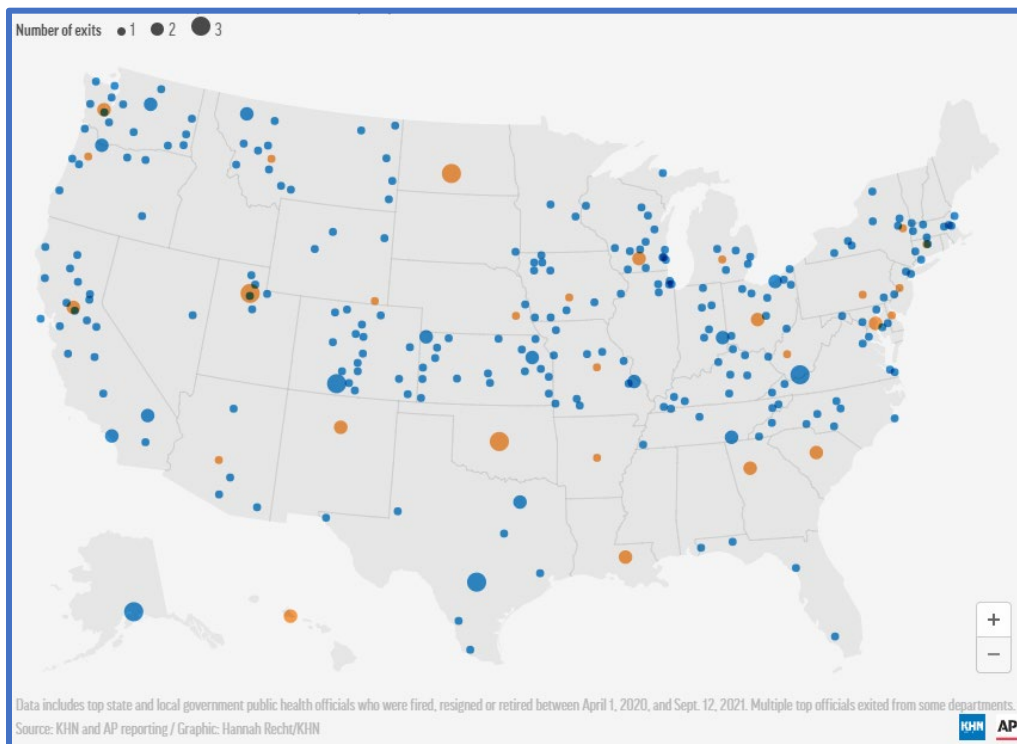 Number of exits 1 2 3
+
−
Data includes top state and local government public health officials who were fired, resigned or retired between April 1, 2020, and Sept. 12, 2021. Multiple top officials exited from some departments.
Source: KHN and AP reporting / Graphic: Hannah Recht/KHN
KHN AP